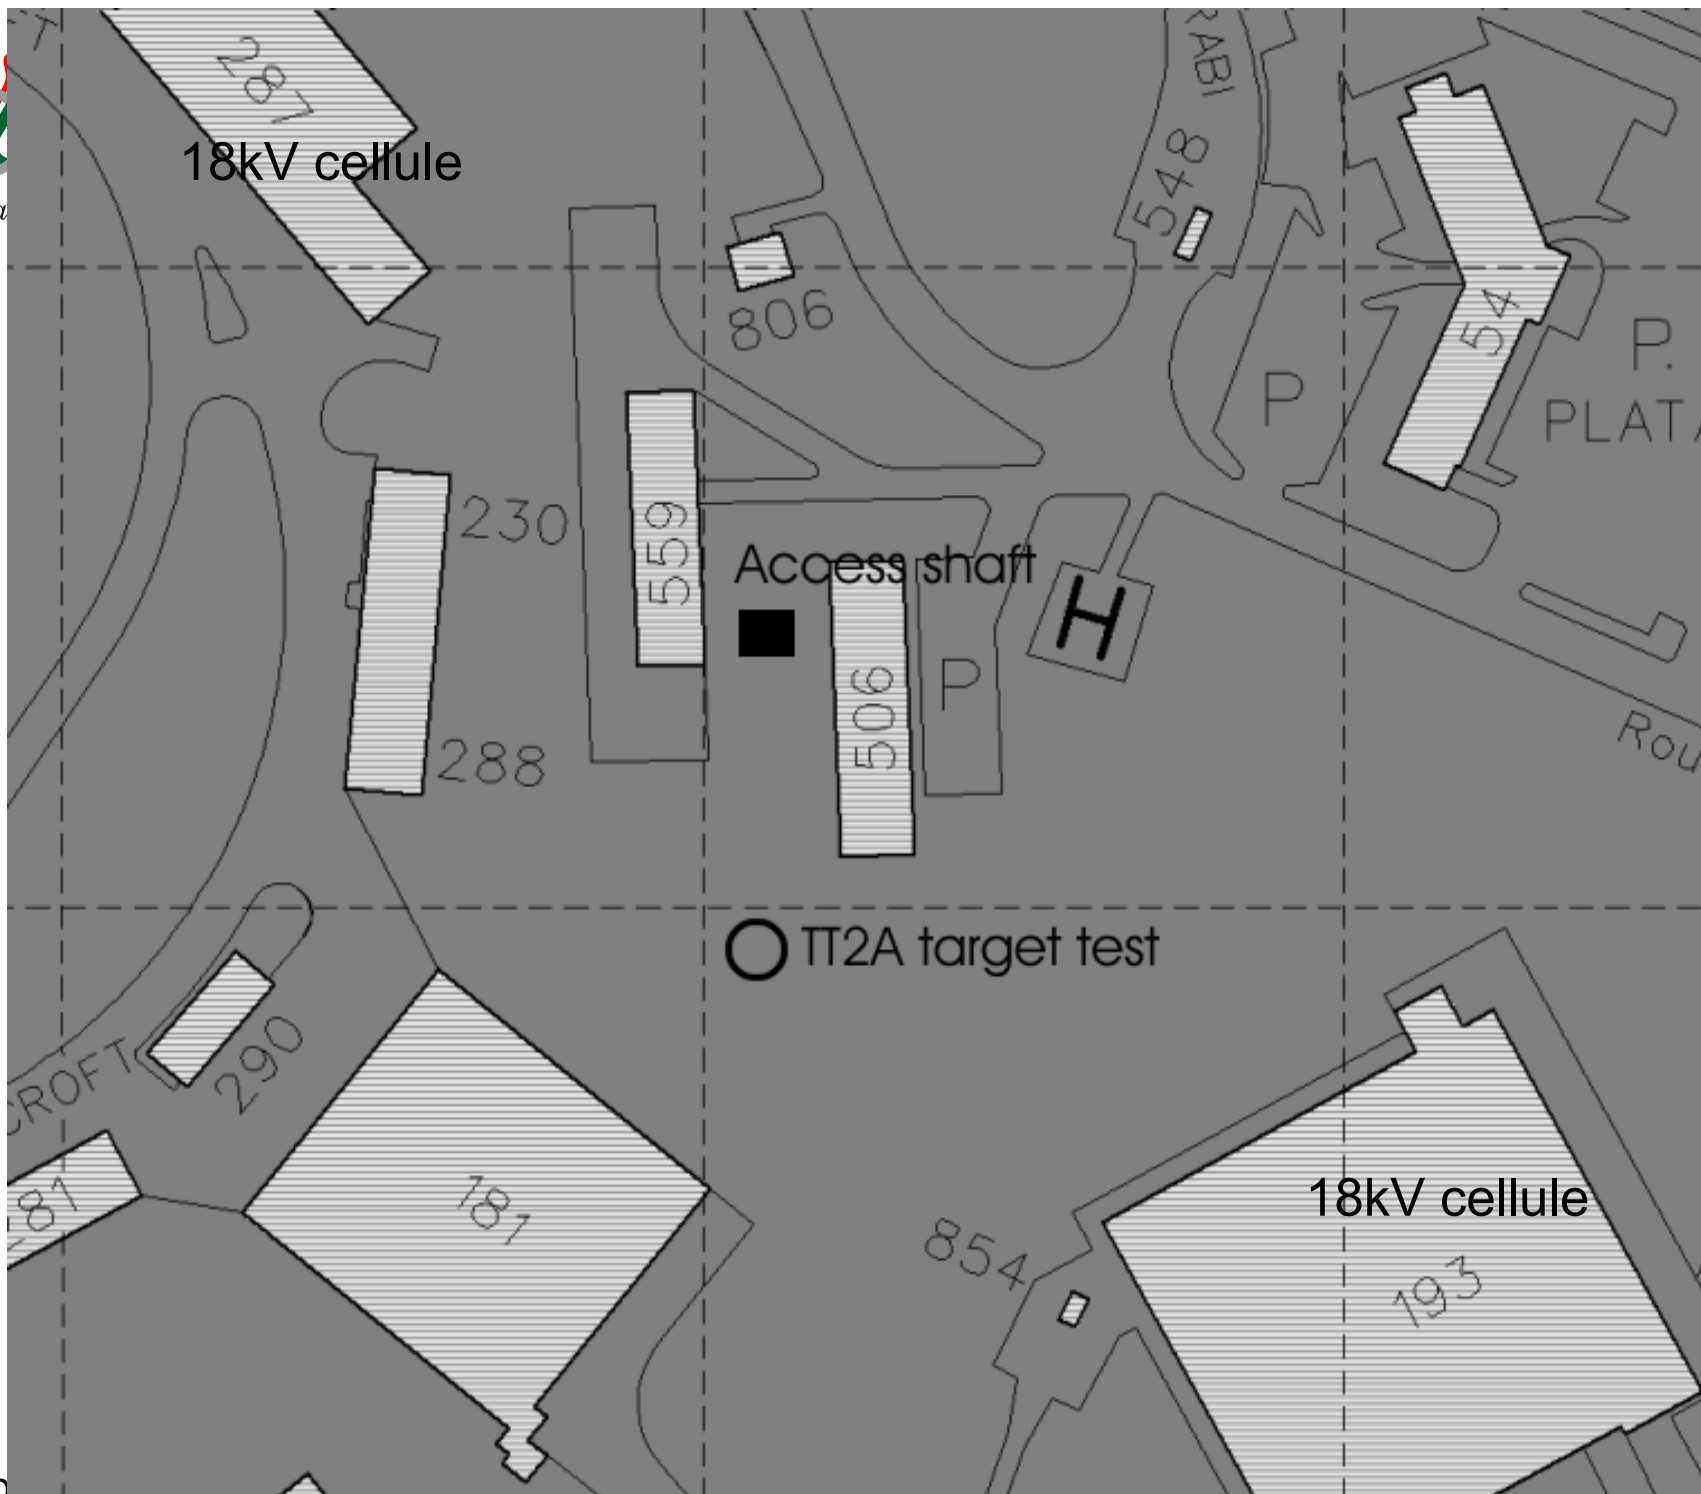 287
18kV cellule
RABI
548
806
54
P.
P
PLAT
230
559
Access shaft
H
P
506
Rou
288
TT2A target test
290
CROFT
181
281
18kV cellule
854
193